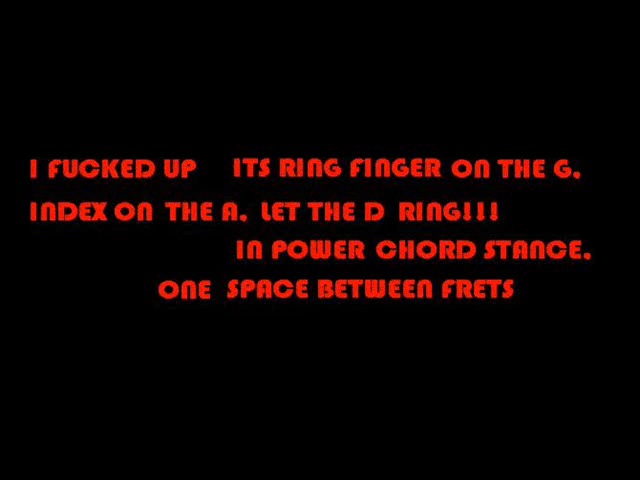 I FUCKED UP ITS RING FINGER ON THE G,
INDEX ON THE A, LET THE D RING!!!
IN POWER CHORD STANCE,
ONE SPACE BETWEEN FRETS